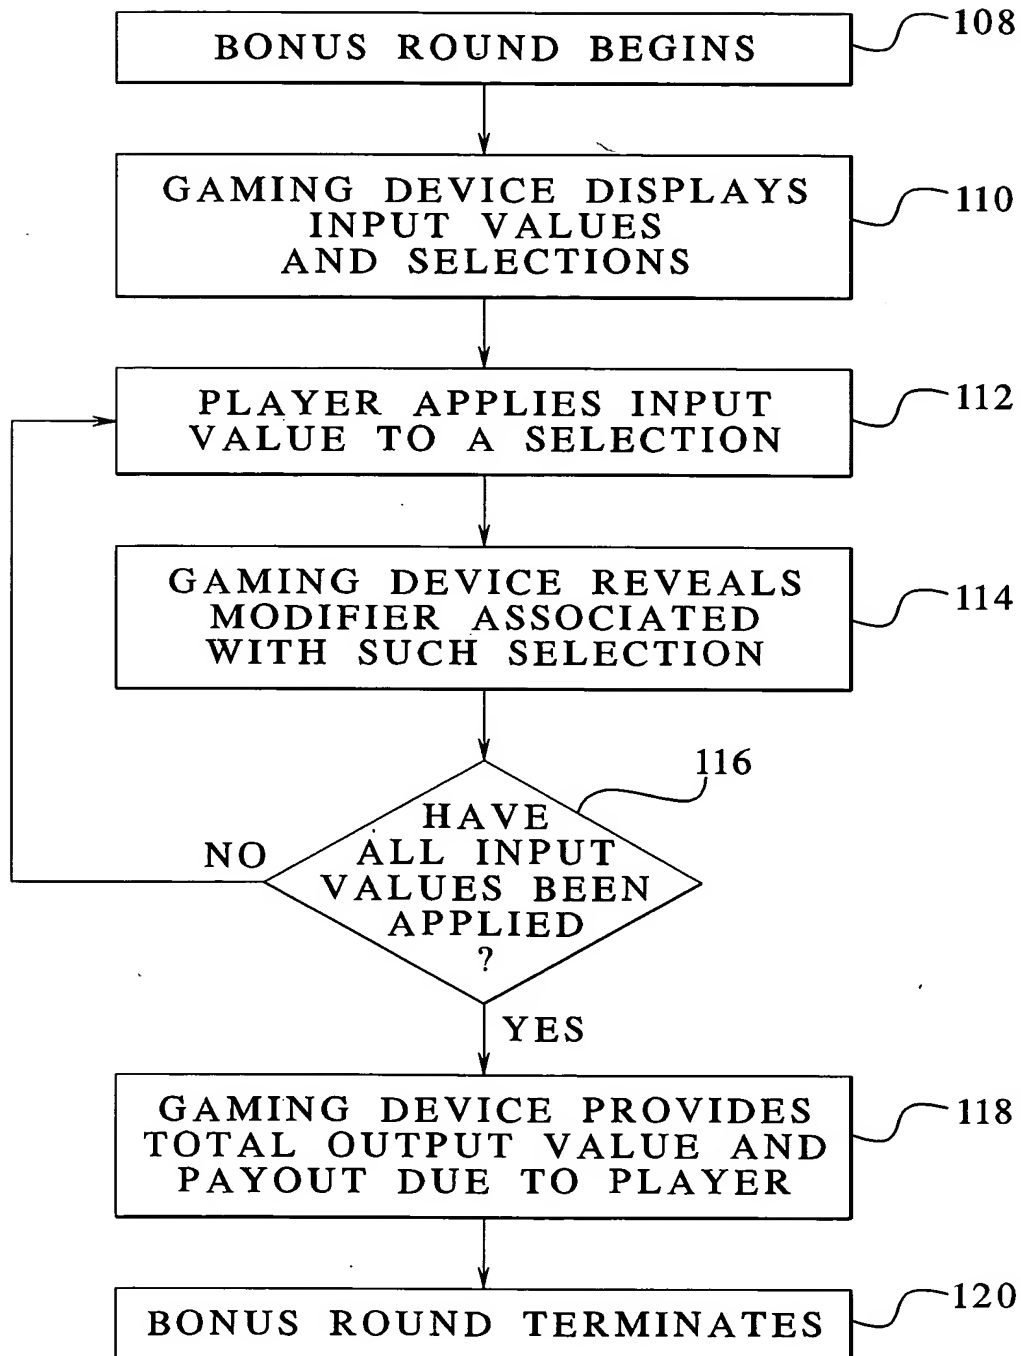 BONUS ROUND BEGINS
108
GAMING DEVICE DISPLAYS
INPUT VALUES
AND SELECTIONS
110
PLAYER APPLIES INPUT
VALUE TO A SELECTION
112
GAMING DEVICE REVEALS
MODIFIER ASSOCIATED
WITH SUCH SELECTION
114
116
HAVE
ALL INPUT
VALUES BEEN
APPLIED
?
NO
YES
GAMING DEVICE PROVIDES
TOTAL OUTPUT VALUE AND
PAYOUT DUE TO PLAYER
118
BONUS ROUND TERMINATES
120